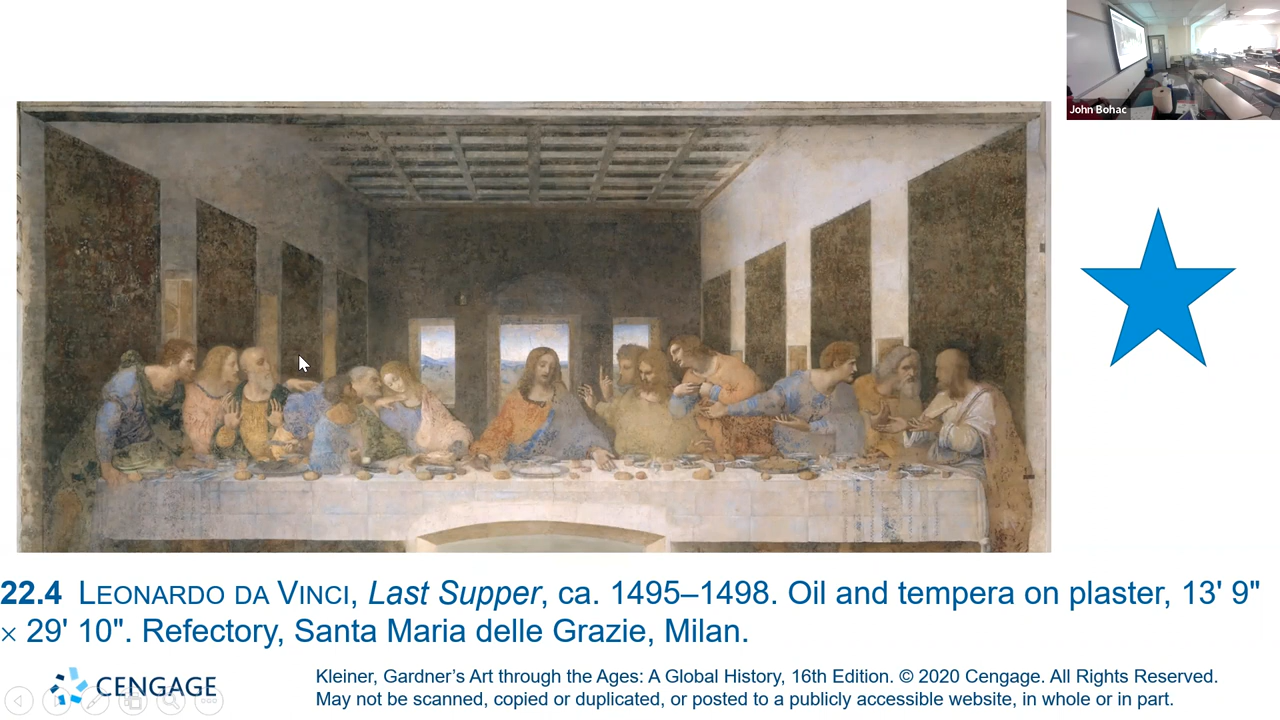 John Bohac
22.4 LEONARDO DA VINCI, Last Supper, ca. 1495–1498. Oil and tempera on plaster, 13' 9"
× 29' 10". Refectory, Santa Maria delle Grazie, Milan.
CENGAGE
Kleiner, Gardner's Art through the Ages: A Global History, 16th Edition. © 2020 Cengage. All Rights Reserved.
May not be scanned, copied or duplicated, or posted to a publicly accessible website, in whole or in part.